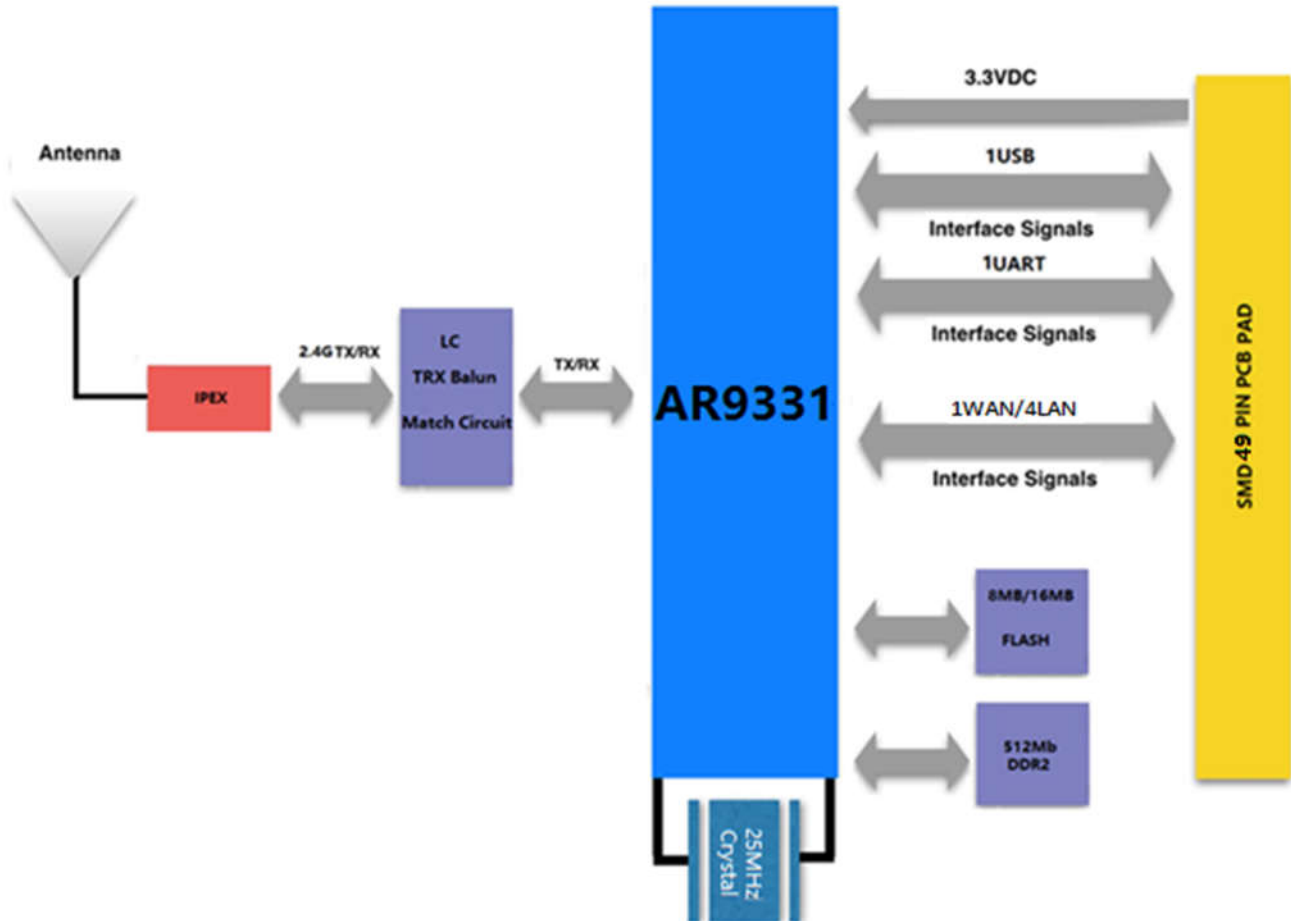 Antenna
IPEX
2.4G TX/RX
LC
TRX Balun
Match Circuit
TX/RX
AR9331
3.3VDC
1USB
Interface Signals
1UART
Interface Signals
1WAN/4LAN
Interface Signals
8MB/16MB
FLASH
512Mb
DDR2
SMD49 PIN PCB PAD
25MHz
Crystal